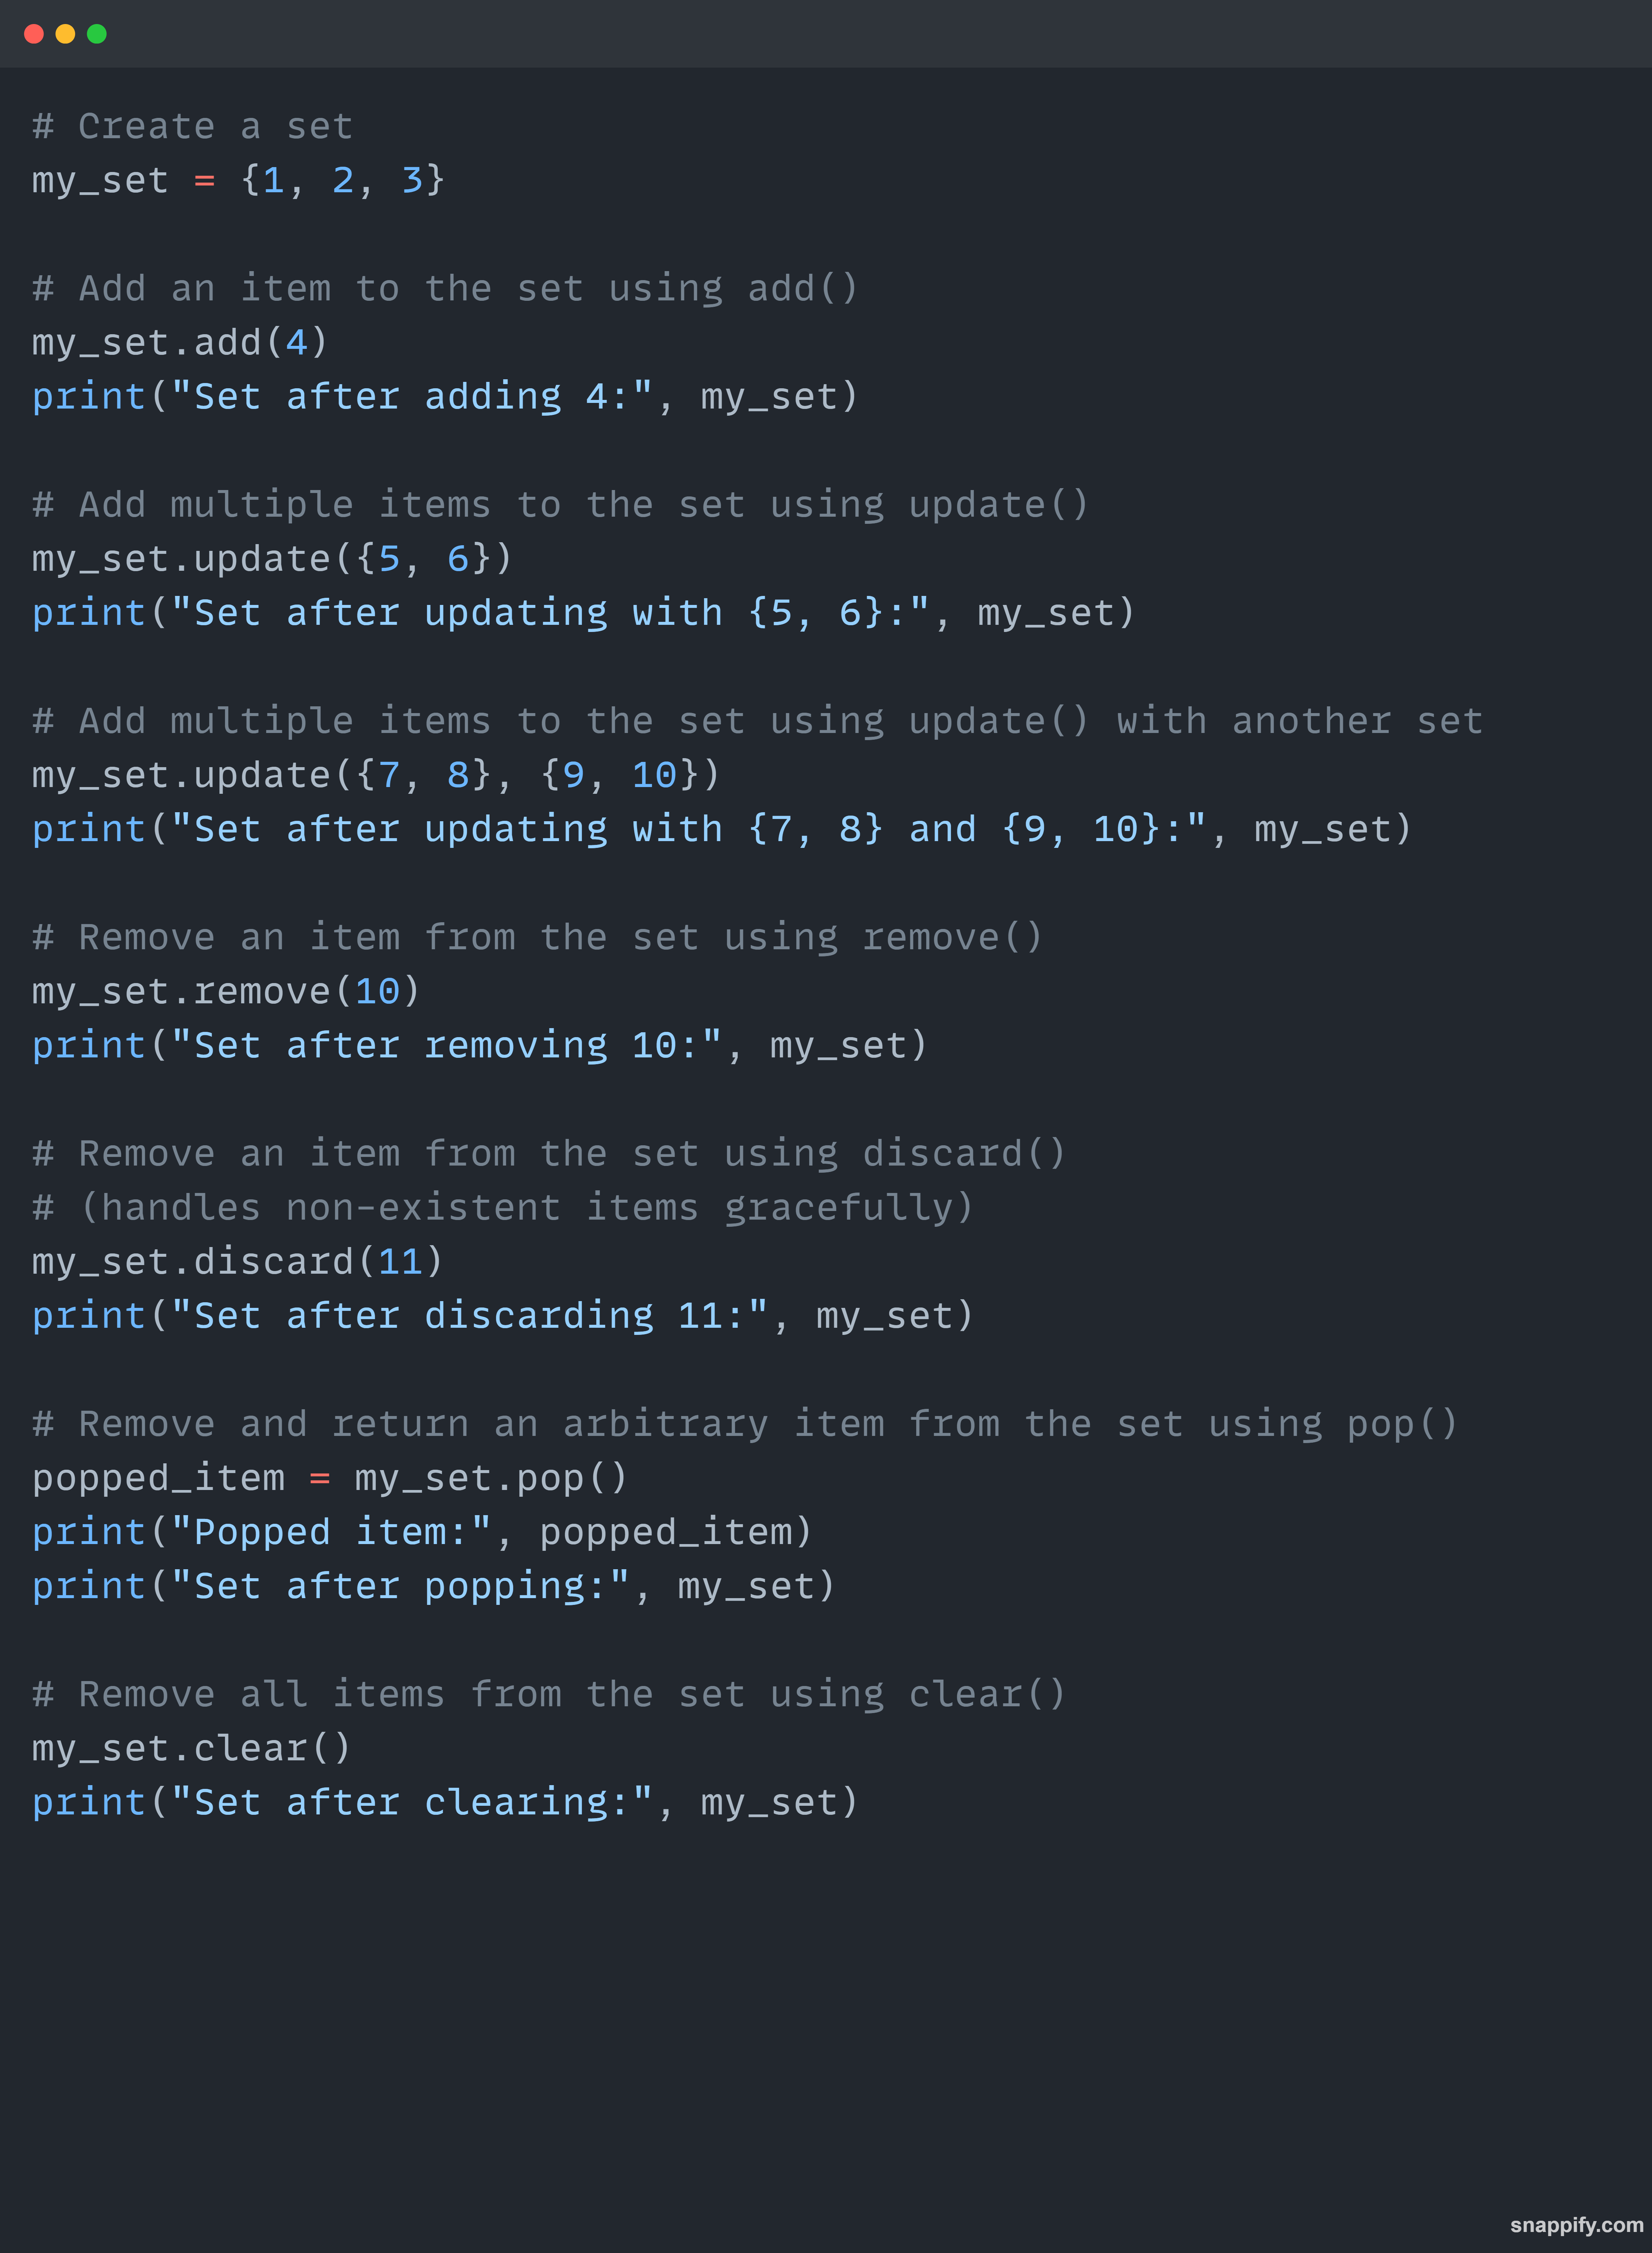 # Create a set
my_set = {1, 2, 3}
# Add an item to the set using add()
my_set.add(4)
print("Set after adding 4:", my_set)
# Add multiple items to the set using update()
my_set.update({5, 6})
print("Set after updating with {5, 6}:", my_set)
# Add multiple items to the set using update() with another set
my_set.update({7, 8}, {9, 10})
print("Set after updating with {7, 8} and {9, 10}:", my_set)
# Remove an item from the set using remove()
my_set.remove(10)
print("Set after removing 10:", my_set)
# Remove an item from the set using discard()
# (handles non-existent items gracefully)
my_set.discard(11)
print("Set after discarding 11:", my_set)
# Remove and return an arbitrary item from the set using pop()
popped_item = my_set.pop()
print("Popped item:", popped_item)
print("Set after popping:", my_set)
# Remove all items from the set using clear()
my_set.clear()
print("Set after clearing:", my_set)
snappify.com